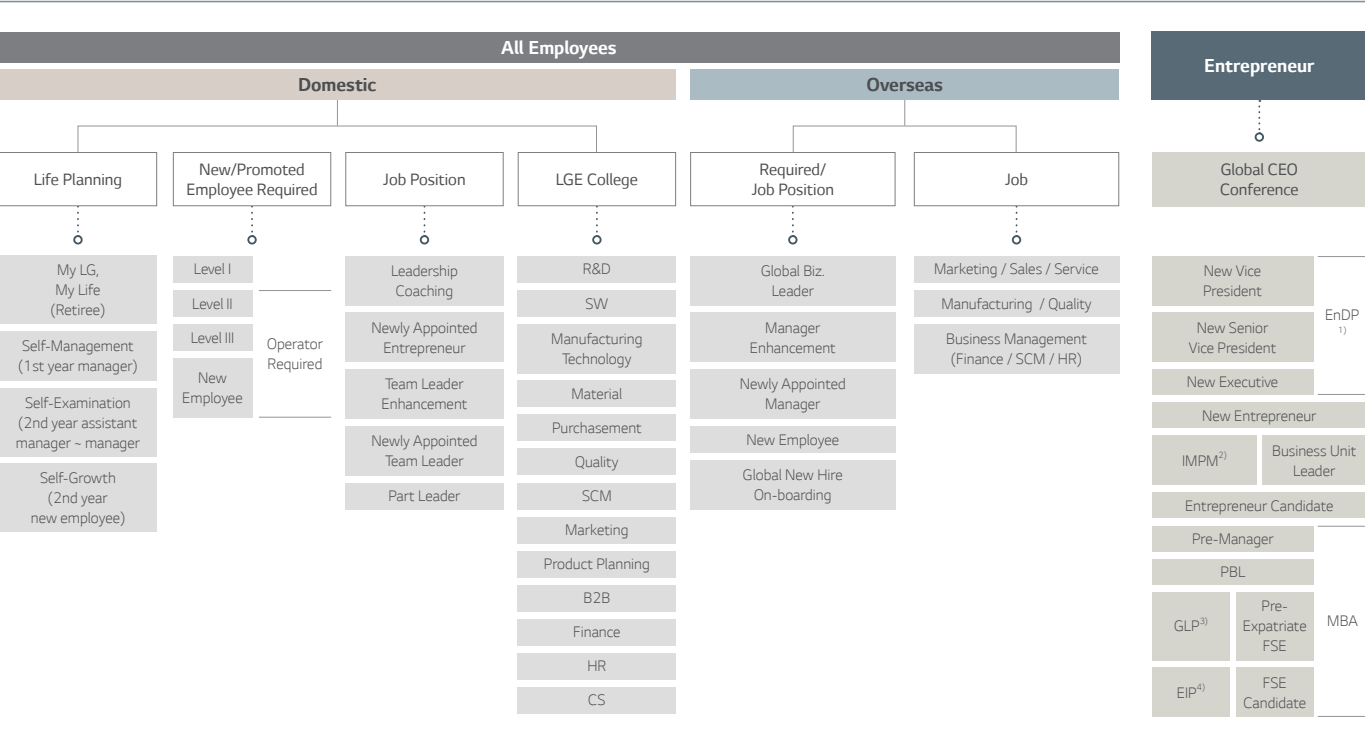 All Employees
Domestic
Overseas
Entrepreneur
Life Planning
New/Promoted
Employee Required
Job Position
LGE College
Required/
Job Position
Job
Global CEO
Conference
My LG,
My Life
(Retiree)
Self-Management
(1st year manager)
Self-Examination
(2nd year assistant
manager ~ manager
Self-Growth
(2nd year
new employee)
Level I
Level II
Level III
New
Employee
Operator
Required
Leadership
Coaching
Newly Appointed
Entrepreneur
Team Leader
Enhancement
Newly Appointed
Team Leader
Part Leader
R&D
SW
Manufacturing
Technology
Material
Purchasement
Quality
SCM
Marketing
Product Planning
B2B
Finance
HR
CS
Global Biz.
Leader
Manager
Enhancement
Newly Appointed
Manager
New Employee
Global New Hire
On-boarding
Marketing / Sales / Service
Manufacturing / Quality
Business Management
(Finance / SCM / HR)
New Vice
President
New Senior
Vice President
New Executive
EnDP
1)
New Entrepreneur
IMPM2)
Business Unit
Leader
Entrepreneur Candidate
Pre-Manager
PBL
GLP3)
Pre-
Expatriate
FSE
EIP4)
FSE
Candidate
MBA